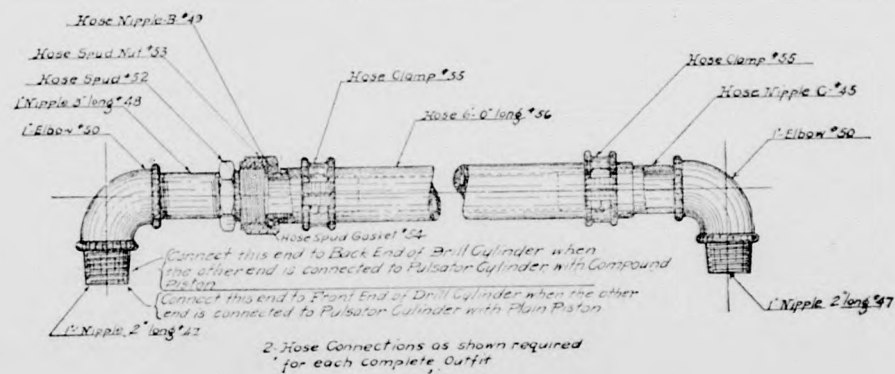 Hose Nipple-B #49
Hose Spud Nut #53
Hose Spud #52
1" Nipple 3" long #48
1" Elbow #50
Hose Clamp #55
Hose 6'-0" long #56
Hose Clamp #55
Hose Nipple C-#45
1" Elbow #50
Hose Spud Gasket #54
Connect this end to Back End of Drill Cylinder when
the other end is connected to Pulsator Cylinder, with Compound
Piston
Connect this end to Front End of Drill Cylinder when the other
end is connected to Pulsator Cylinder with Plain Piston
1" Nipple 2" long #47
1" Nipple 2" long #47
2-Hose Connections as shown required
for each complete Outfit